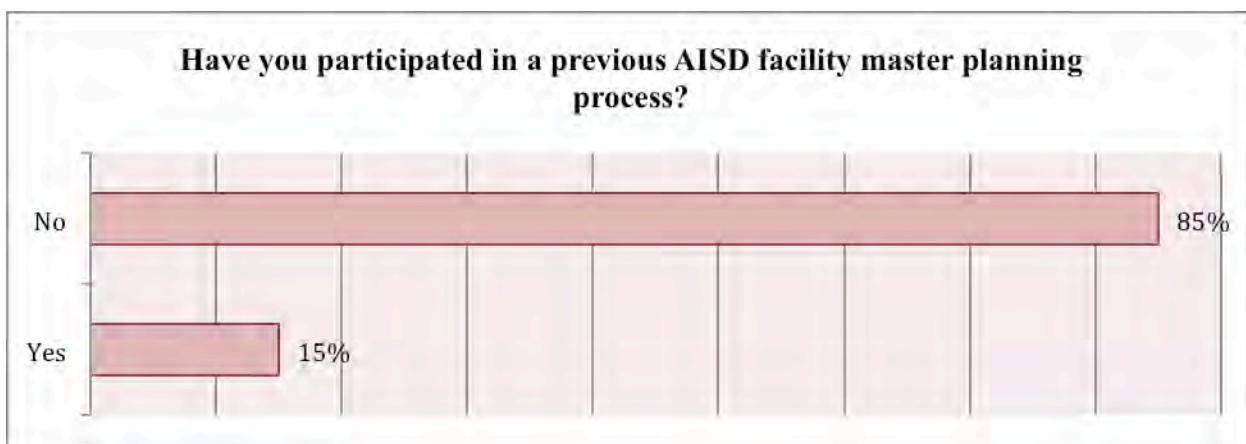 Have you participated in a previous AISD facility master planning
process?
No
85%
Yes
15%